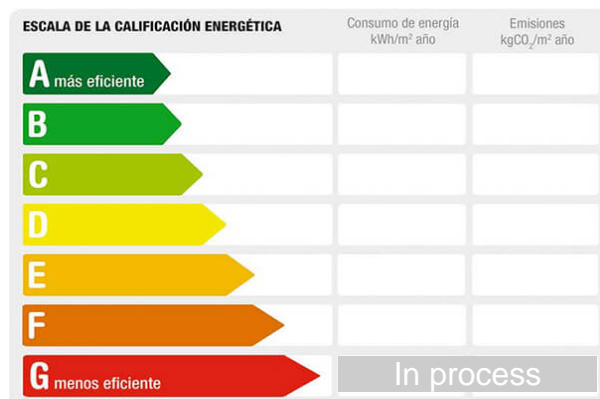 ESCALA DE LA CALIFICACIÓN ENERGÉTICA
Consumo de energía
kWh/m² año
Emisiones
kgCO₂/m² año
A más eficiente
B
C
D
E
F
G menos eficiente
In process